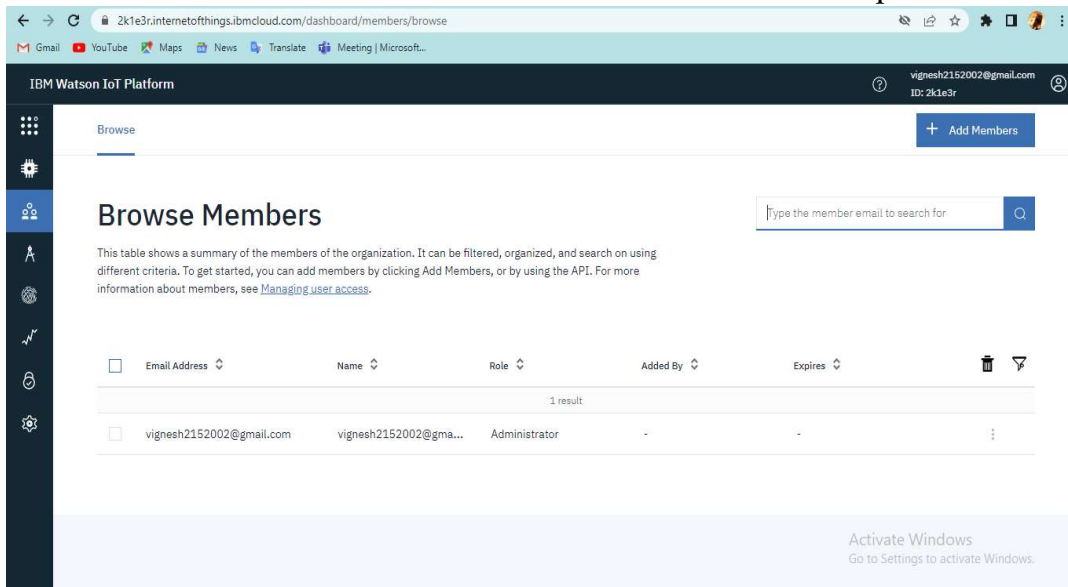 2k1e3r.internetofthings.ibmcloud.com/dashboard/members/browse
Gmail YouTube Maps News Translate Meeting | Microsoft...
IBM Watson IoT Platform
vignesh2152002@gmail.com
ID: 2k1e3r
Browse
+ Add Members
Browse Members
Type the member email to search for
This table shows a summary of the members of the organization. It can be filtered, organized, and search on using
different criteria. To get started, you can add members by clicking Add Members, or by using the API. For more
information about members, see Managing user access.
Email Address Name Role Added By Expires
1 result
vignesh2152002@gmail.com vignesh2152002@gma... Administrator - -
Activate Windows
Go to Settings to activate Windows.